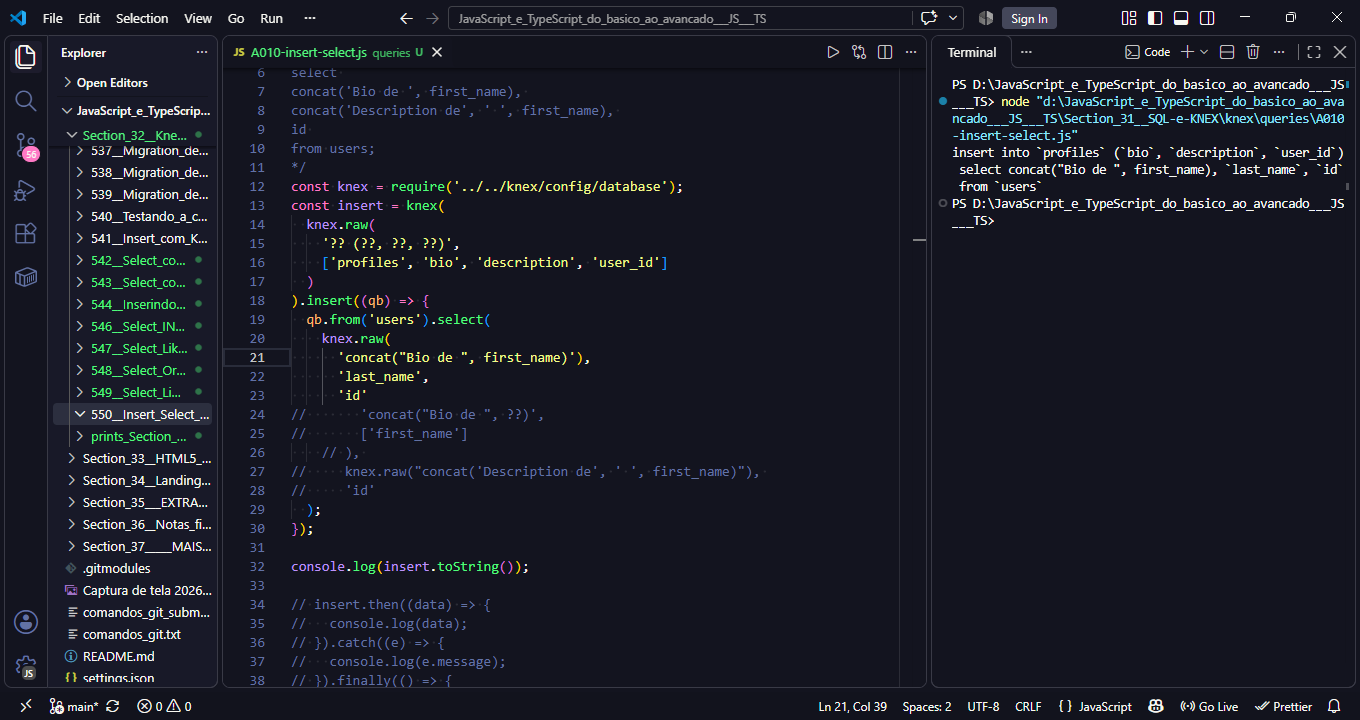 File Edit Selection View Go Run ···
JavaScript_e_TypeScript_do_basico_ao_avancado___JS___TS
Sign In
Explorer ···
Open Editors
JavaScript_e_TypeScrip...
Section_32__Kne...
537__Migration_de...
538__Migration_de...
539__Migration_de...
540__Testando_a_c...
541__Insert_com_K...
542__Select_co...
543__Select_co...
544__Inserindo...
546__Select_IN...
547__Select_Lik...
548__Select_Or...
549__Select_Li...
550__Insert_Select_...
prints_Section_...
Section_33__HTML5_...
Section_34__Landing...
Section_35___EXTRA...
Section_36__Notas_fi...
Section_37_____MAIS...
.gitmodules
Captura de tela 2026...
comandos_git_subm...
comandos_git.txt
README.md
settings.json
56
JS
JS A010-insert-select.js queries U
6 select
7 concat('Bio de ', first_name),
8 concat('Description de', ' ', first_name),
9 id
10 from users;
11 */
12 const knex = require('../../knex/config/database');
13 const insert = knex(
14 knex.raw(
15 '?? (??, ??, ??)',
16 ['profiles', 'bio', 'description', 'user_id']
17 )
18 ).insert((qb) => {
19 qb.from('users').select(
20 knex.raw(
21 'concat("Bio de ", first_name)'),
22 'last_name',
23 'id'
24 // 'concat("Bio de ", ??)',
25 // ['first_name']
26 // ),
27 // knex.raw("concat('Description de', ' ', first_name)"),
28 // 'id'
29 );
30 });
31
32 console.log(insert.toString());
33
34 // insert.then((data) => {
35 // console.log(data);
36 // }).catch((e) => {
37 // console.log(e.message);
38 // }).finally(() => {
Terminal ··· Code
PS D:\JavaScript_e_TypeScript_do_basico_ao_avancado___JS
___TS> node "d:\JavaScript_e_TypeScript_do_basico_ao_ava
ncado___JS___TS\Section_31__SQL-e-KNEX\knex\queries\A010
-insert-select.js"
insert into `profiles` (`bio`, `description`, `user_id`)
select concat("Bio de ", first_name), `last_name`, `id`
from `users`
PS D:\JavaScript_e_TypeScript_do_basico_ao_avancado___JS
___TS>
main* 0 0 Ln 21, Col 39 Spaces: 2 UTF-8 CRLF { } JavaScript Go Live Prettier